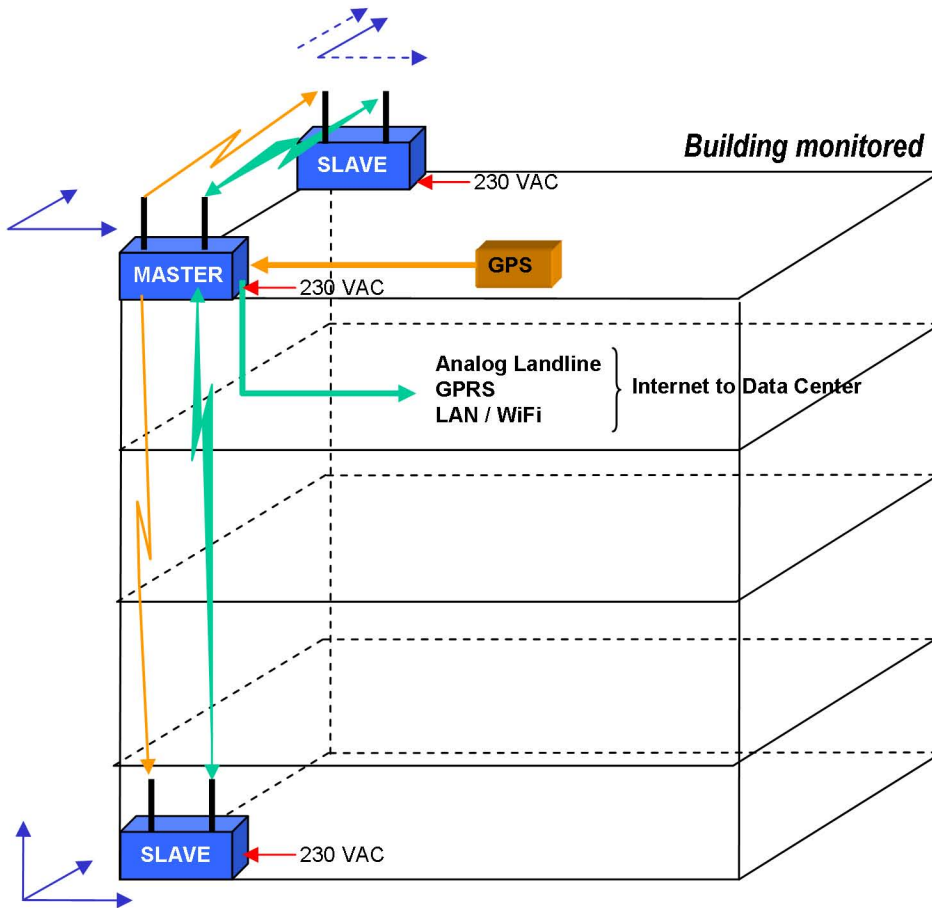 Building monitored
SLAVE
230 VAC
MASTER
GPS
230 VAC
Analog Landline
GPRS
LAN / WiFi
Internet to Data Center
SLAVE
230 VAC